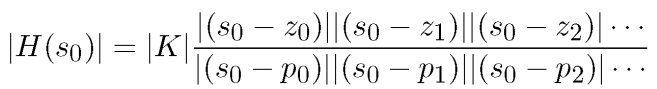 |H(s_0)| = |K| \frac{|(s_0 - z_0)||(s_0 - z_1)||(s_0 - z_2)| \cdots}{|(s_0 - p_0)||(s_0 - p_1)||(s_0 - p_2)| \cdots}